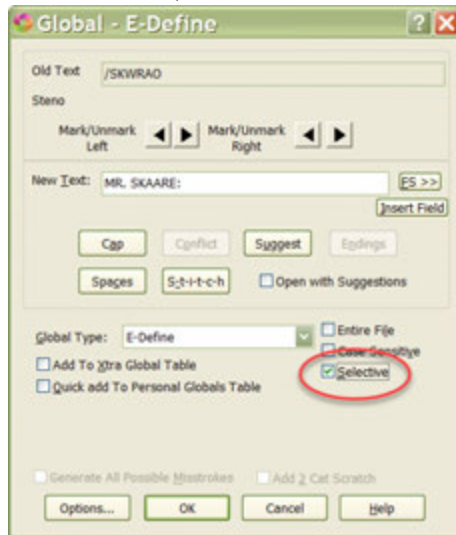 Global - E-Define
Old Text /SKWRAO
Steno
Mark/Unmark Left Mark/Unmark Right
New Text: MR. SKAARE: FS >>
Insert Field
Cap Conflict Suggest Endings
Spaces S-t-i-t-c-h Open with Suggestions
Global Type: E-Define Entire File
Case Sensitive
Add To Xtra Global Table Selective
Quick add To Personal Globals Table
Generate All Possible Misstrokes Add 2 Cat Scratch
Options... OK Cancel Help